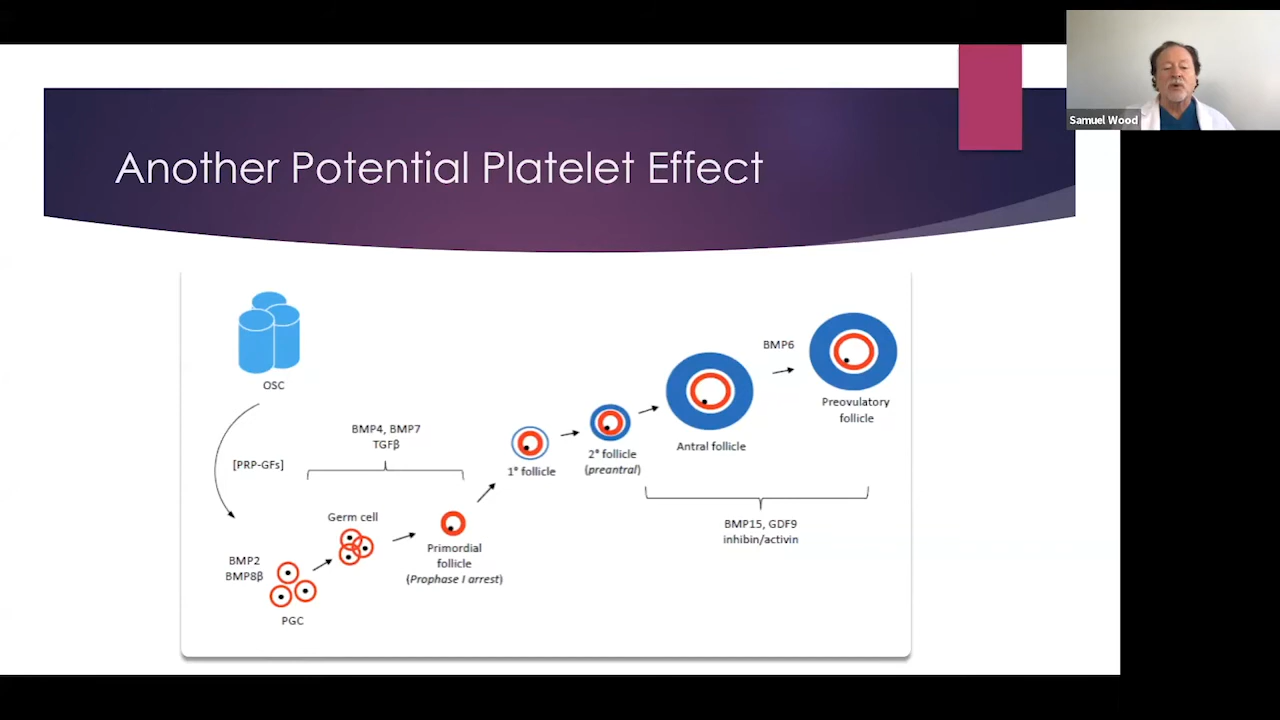 Samuel Wood
Another Potential Platelet Effect
OSC
[PRP-GFs]
BMP2
BMP8β
PGC
Germ cell
BMP4, BMP7
TGFβ
Primordial
follicle
(Prophase I arrest)
1° follicle
2° follicle
(preantral)
Antral follicle
BMP6
Preovulatory
follicle
BMP15, GDF9
inhibin/activin